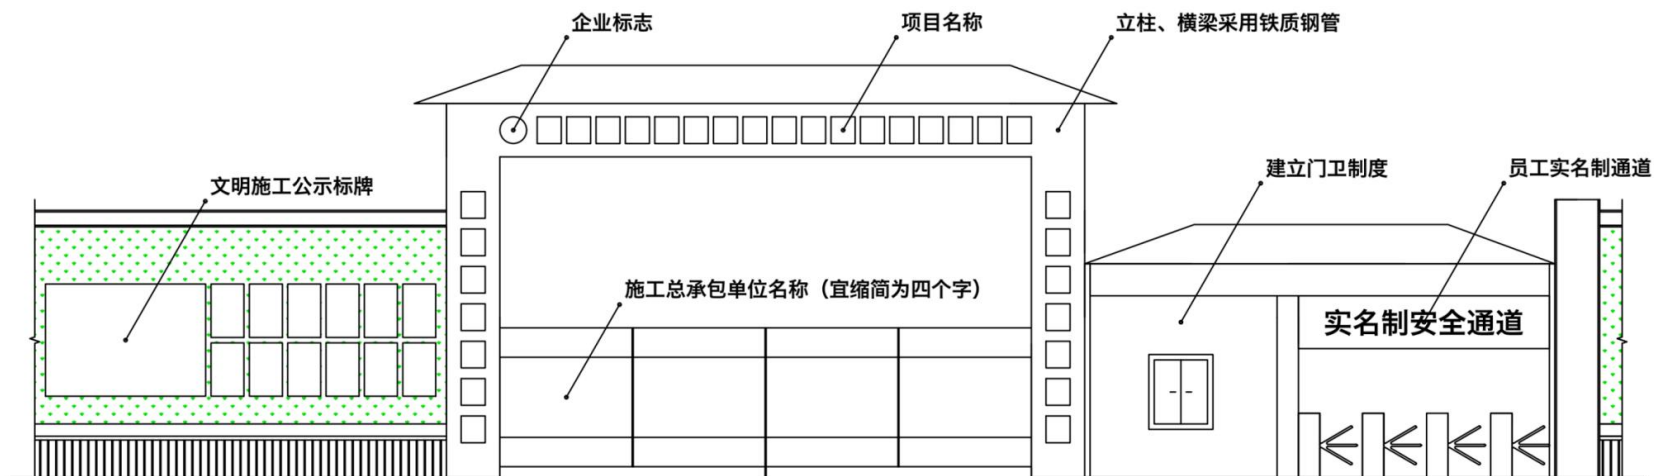 企业标志
项目名称
立柱、横梁采用铁质钢管
文明施工公示标牌
建立门卫制度
员工实名制通道
施工总承包单位名称（宜缩简为四个字）
实名制安全通道